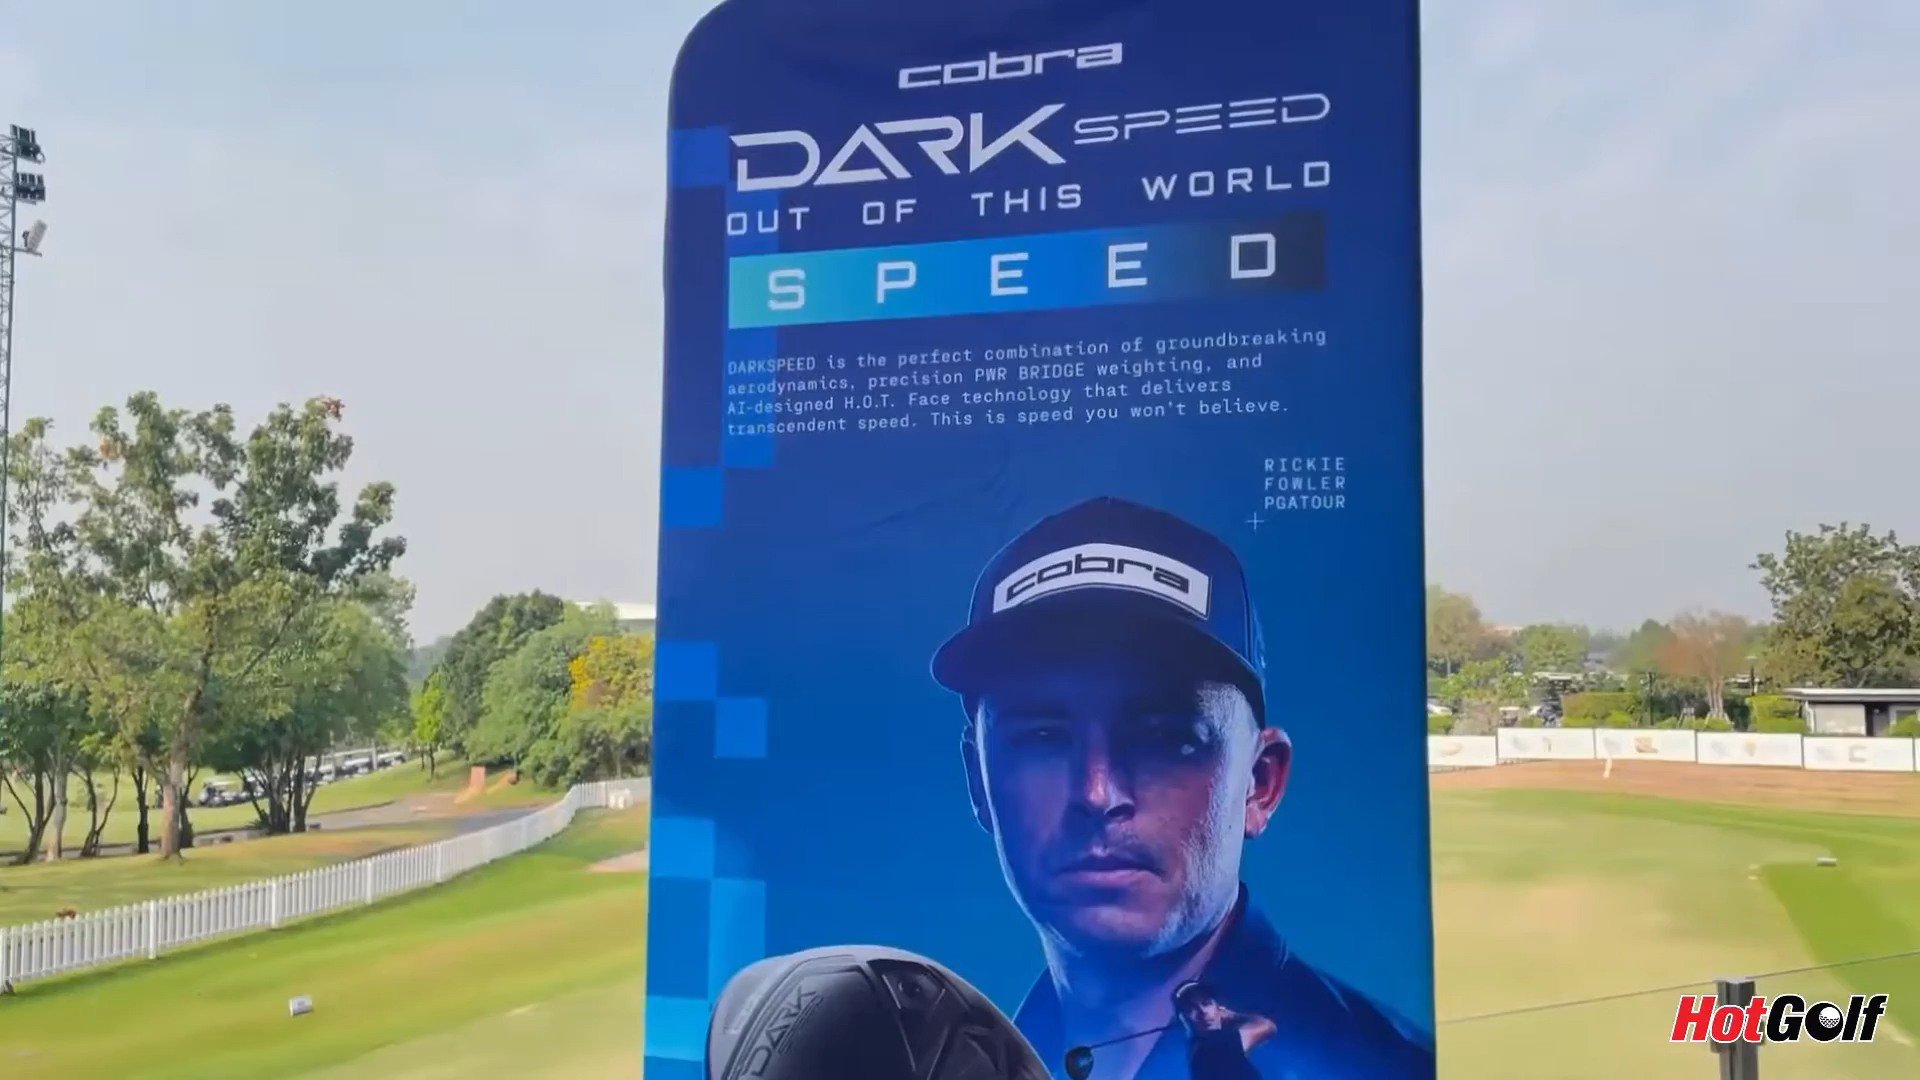 cobra
DARKSPEED
OUT OF THIS WORLD
SPEED
DARKSPEED is the perfect combination of groundbreaking
aerodynamics, precision PWR BRIDGE weighting, and
AI-designed H.O.T. Face technology that delivers
transcendent speed. This is speed you won't believe.
RICKIE
FOWLER
PGATOUR
cobra
DARK
HotGolf